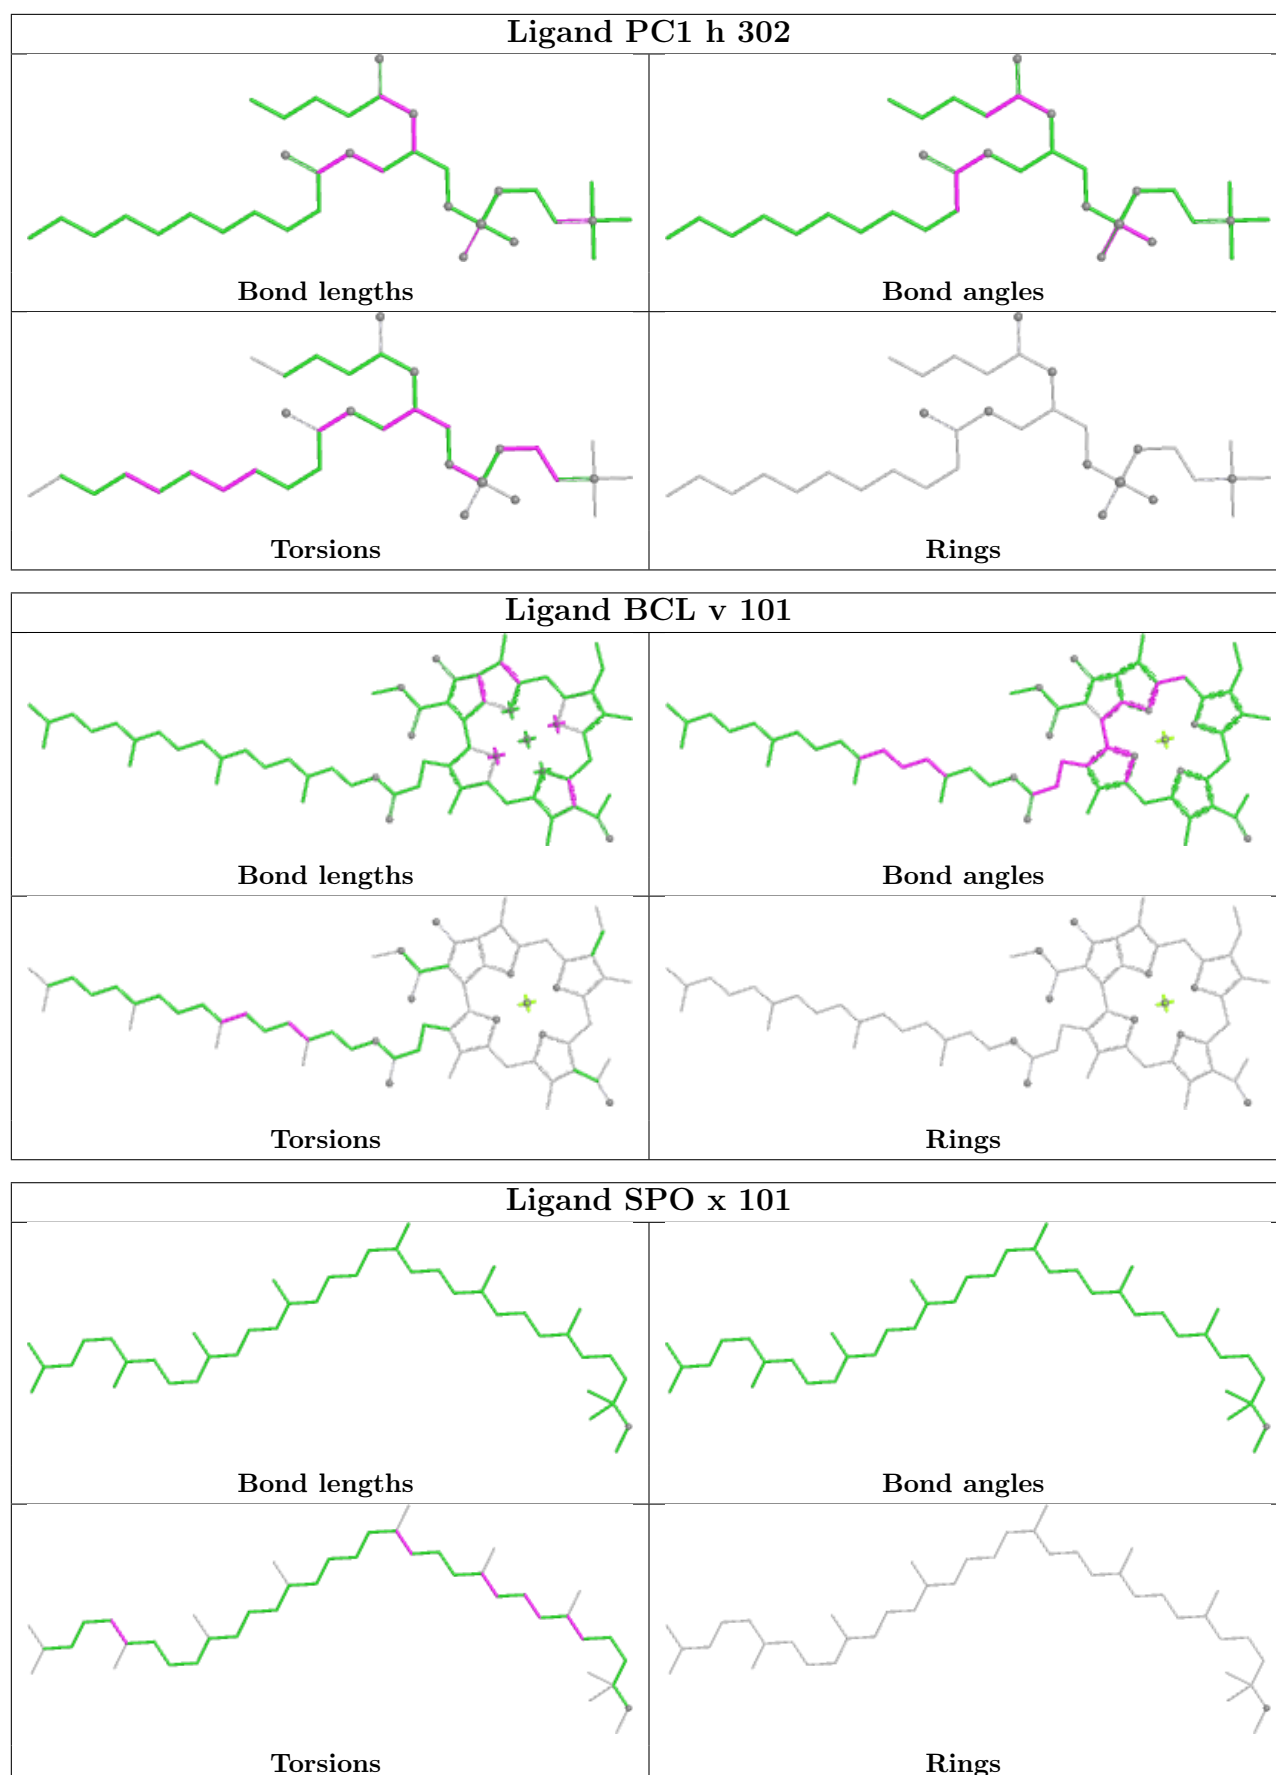 Ligand PC1 h 302
Bond lengths
Bond angles
Torsions
Rings
Ligand BCL v 101
Bond lengths
Bond angles
Torsions
Rings
Ligand SPO x 101
Bond lengths
Bond angles
Torsions
Rings